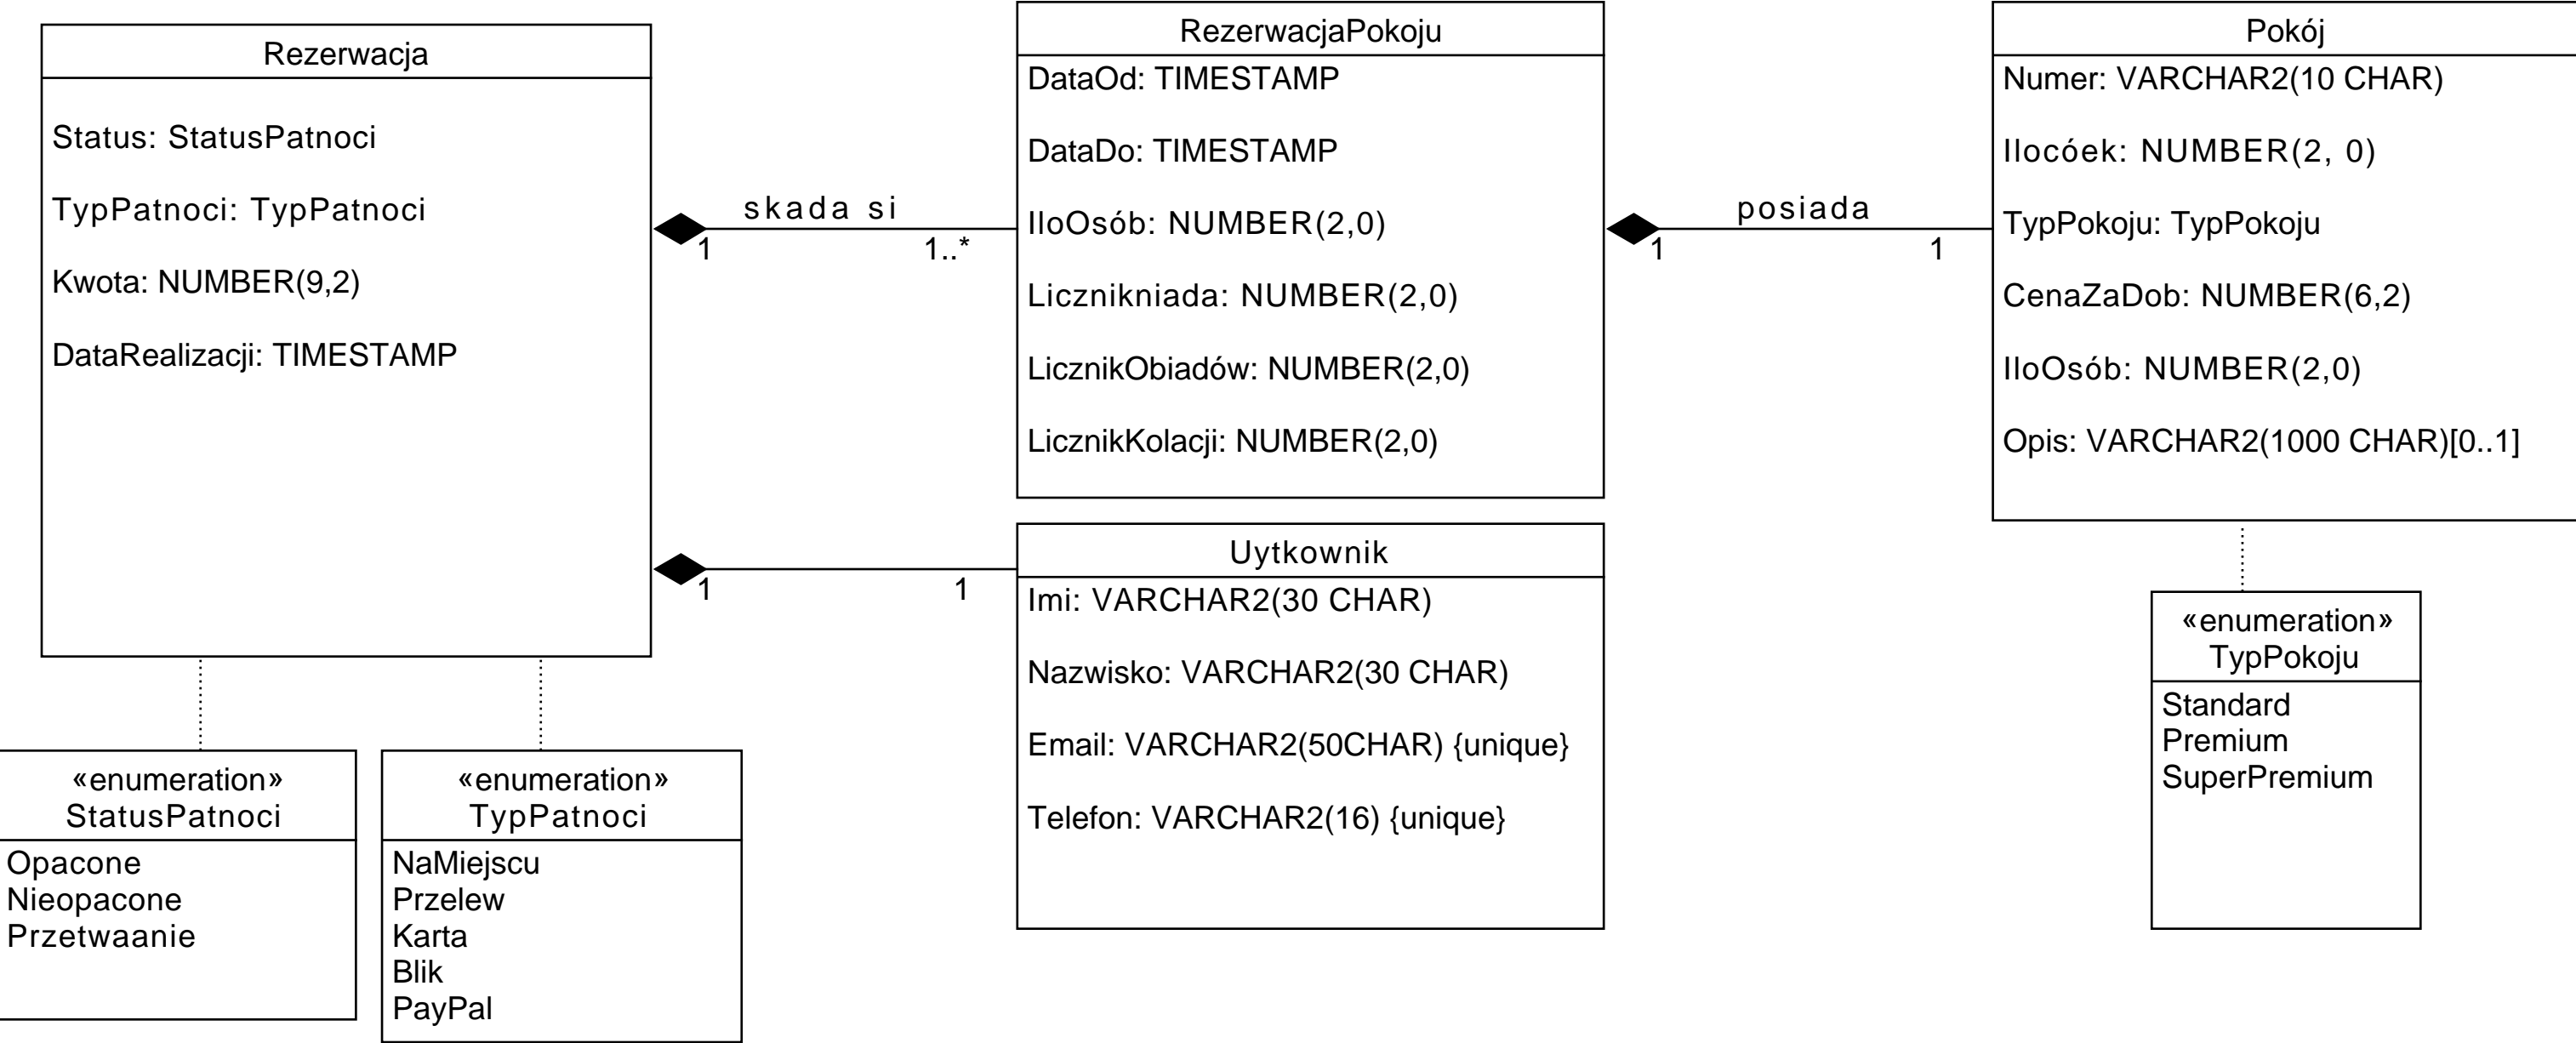 Rezerwacja
Status: StatusPatnoci
TypPatnoci: TypPatnoci
Kwota: NUMBER(9,2)
DataRealizacji: TIMESTAMP
skada si
1
1..*
RezerwacjaPokoju
DataOd: TIMESTAMP
DataDo: TIMESTAMP
IloOsób: NUMBER(2,0)
Licznikniada: NUMBER(2,0)
LicznikObiadów: NUMBER(2,0)
LicznikKolacji: NUMBER(2,0)
posiada
1
1
Pokój
Numer: VARCHAR2(10 CHAR)
Ilocóek: NUMBER(2, 0)
TypPokoju: TypPokoju
CenaZaDob: NUMBER(6,2)
IloOsób: NUMBER(2,0)
Opis: VARCHAR2(1000 CHAR)[0..1]
1
1
Uytkownik
Imi: VARCHAR2(30 CHAR)
Nazwisko: VARCHAR2(30 CHAR)
Email: VARCHAR2(50CHAR) {unique}
Telefon: VARCHAR2(16) {unique}
«enumeration»
TypPokoju
Standard
Premium
SuperPremium
«enumeration»
StatusPatnoci
Opacone
Nieopacone
Przetwaanie
«enumeration»
TypPatnoci
NaMiejscu
Przelew
Karta
Blik
PayPal